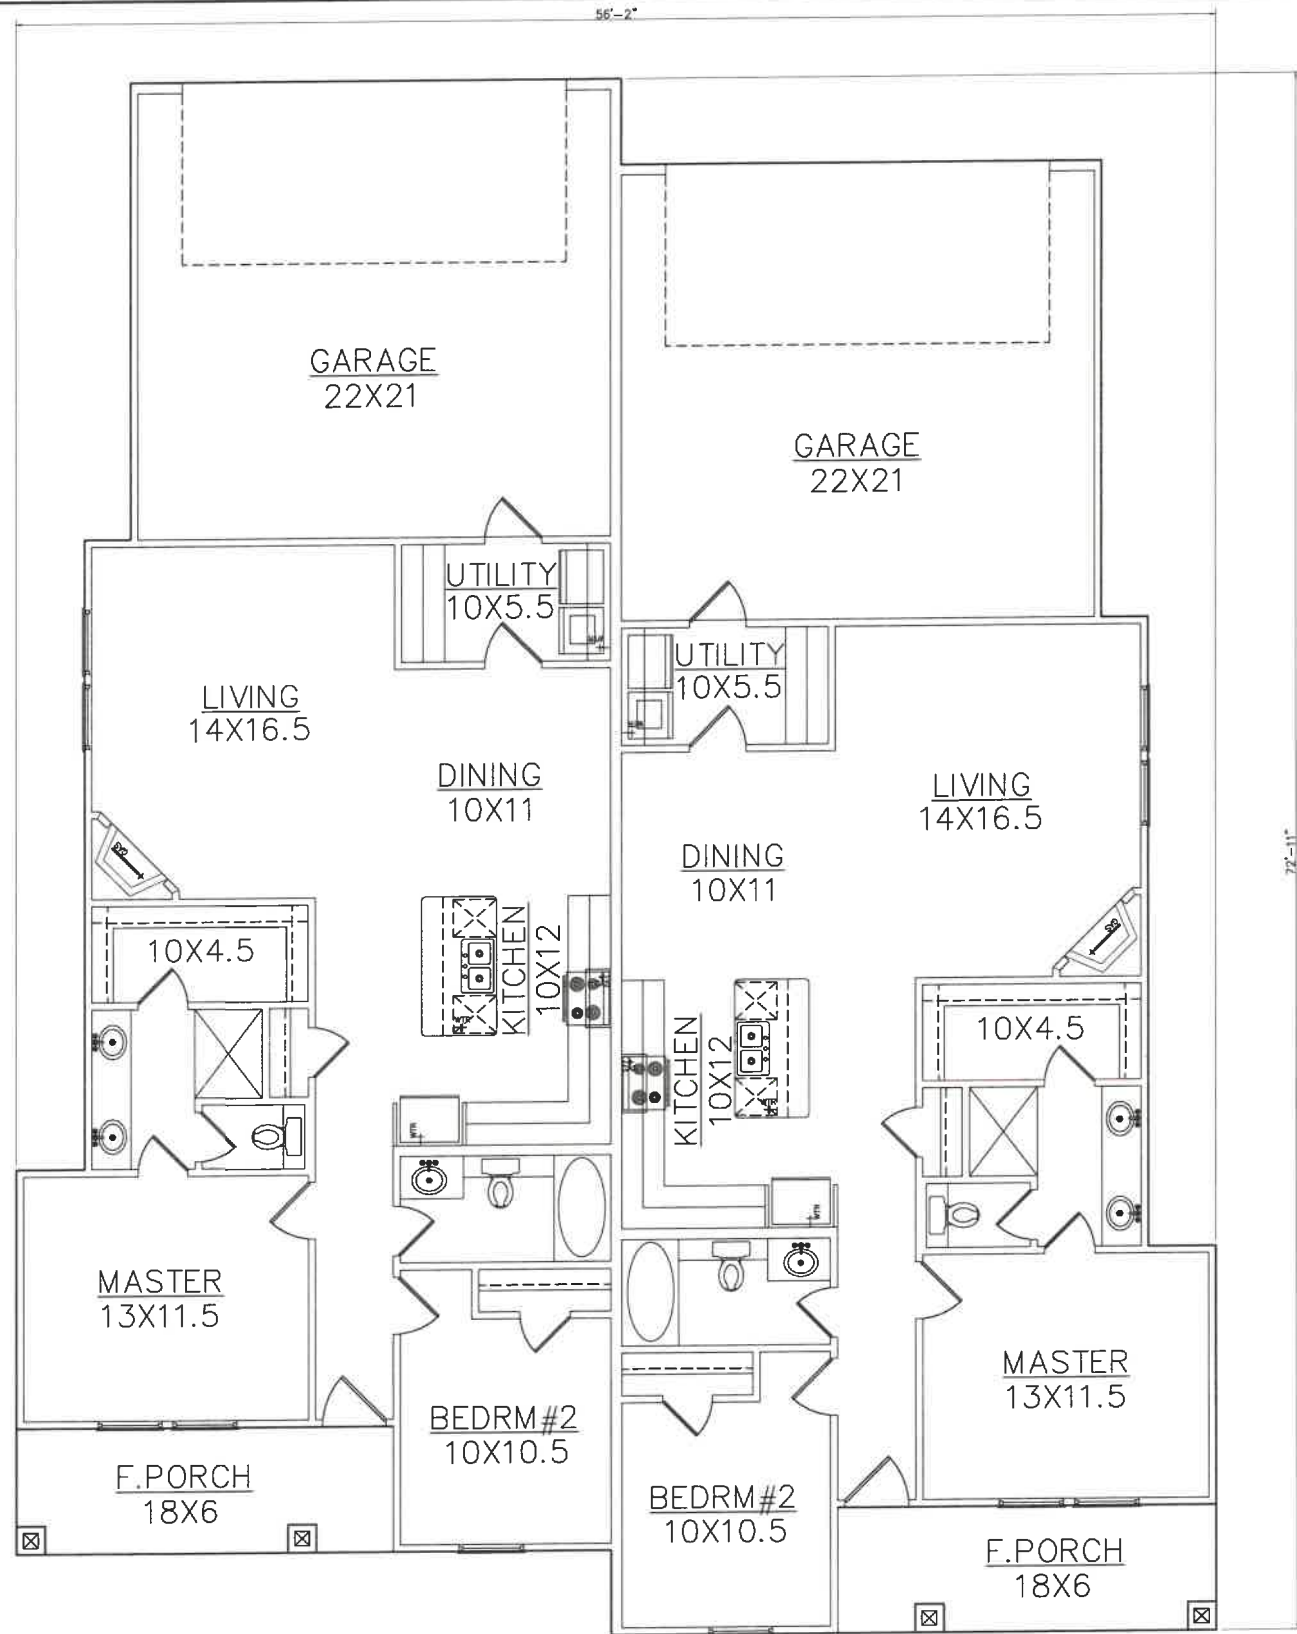 56'-2"
GARAGE
22X21
GARAGE
22X21
UTILITY
10X5.5
UTILITY
10X5.5
LIVING
14X16.5
DINING
10X11
LIVING
14X16.5
DINING
10X11
72'-11"
KITCHEN
10X12
10X4.5
KITCHEN
10X12
10X4.5
WTR
WTR
MASTER
13X11.5
MASTER
13X11.5
BEDRM#2
10X10.5
BEDRM#2
10X10.5
F.PORCH
18X6
F.PORCH
18X6